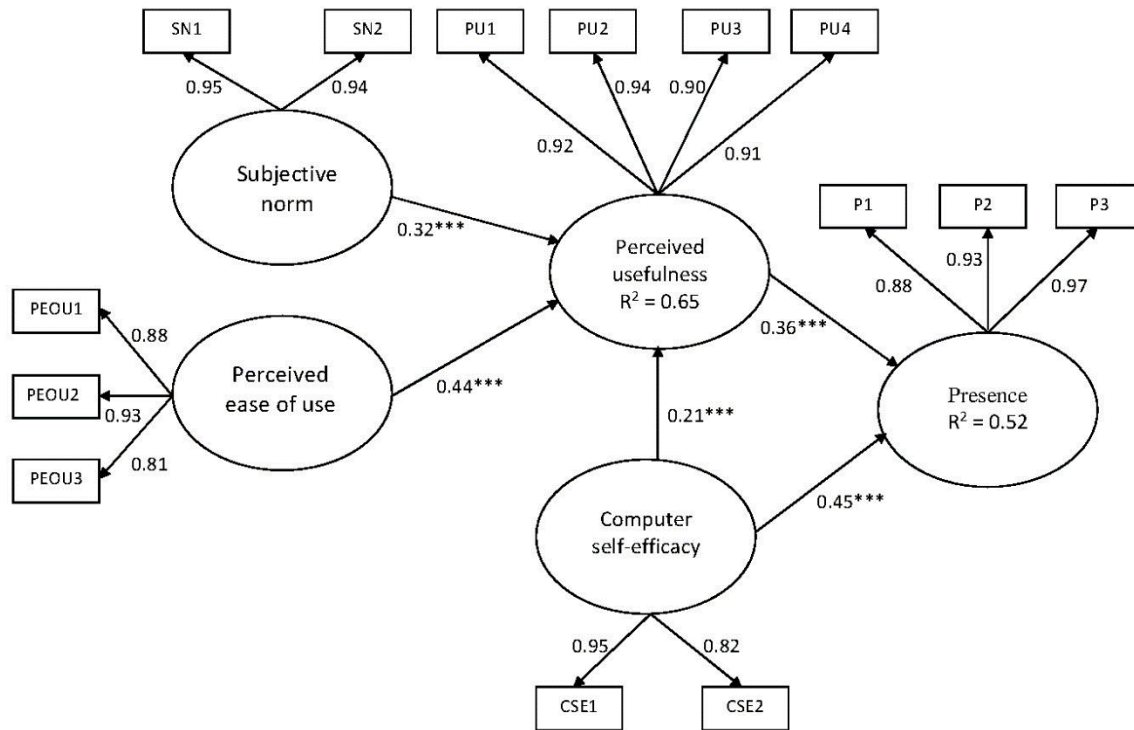 SN1
SN2
PU1
PU2
PU3
PU4
0.95
0.94
0.94
0.90
0.92
0.91
Subjective
norm
P1
P2
P3
0.32***
Perceived
usefulness
R² = 0.65
0.88
0.93
0.97
PEOU1
PEOU2
PEOU3
0.88
0.93
0.81
Perceived
ease of use
0.44***
0.36***
Presence
R² = 0.52
0.21***
0.45***
Computer
self-efficacy
0.95
0.82
CSE1
CSE2